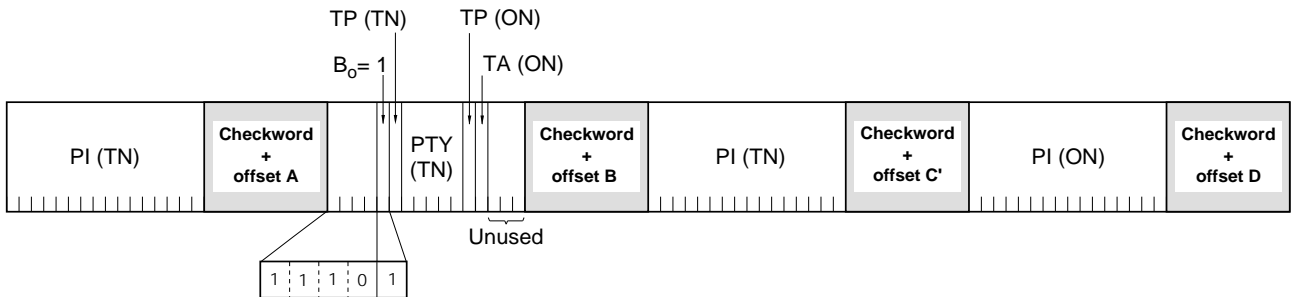 TP (TN)
TP (ON)
Bo= 1
TA (ON)
PI (TN)
Checkword
+
offset A
PTY
(TN)
Checkword
+
offset B
PI (TN)
Checkword
+
offset C'
PI (ON)
Checkword
+
offset D
Unused
1 1 1 0 1